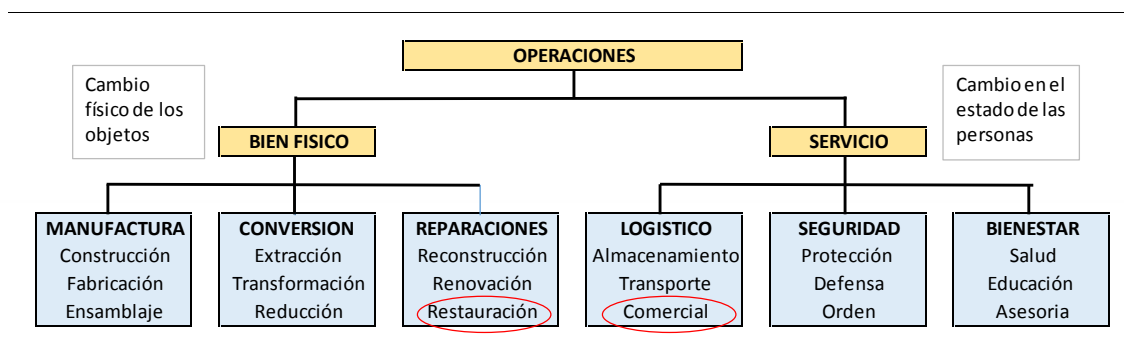 OPERACIONES
Cambio
físico de los
objetos
Cambio en el
estado de las
personas
BIEN FISICO
SERVICIO
MANUFACTURA
Construcción
Fabricación
Ensamblaje
CONVERSION
Extracción
Transformación
Reducción
REPARACIONES
Reconstrucción
Renovación
Restauración
LOGISTICO
Almacenamiento
Transporte
Comercial
SEGURIDAD
Protección
Defensa
Orden
BIENESTAR
Salud
Educación
Asesoria